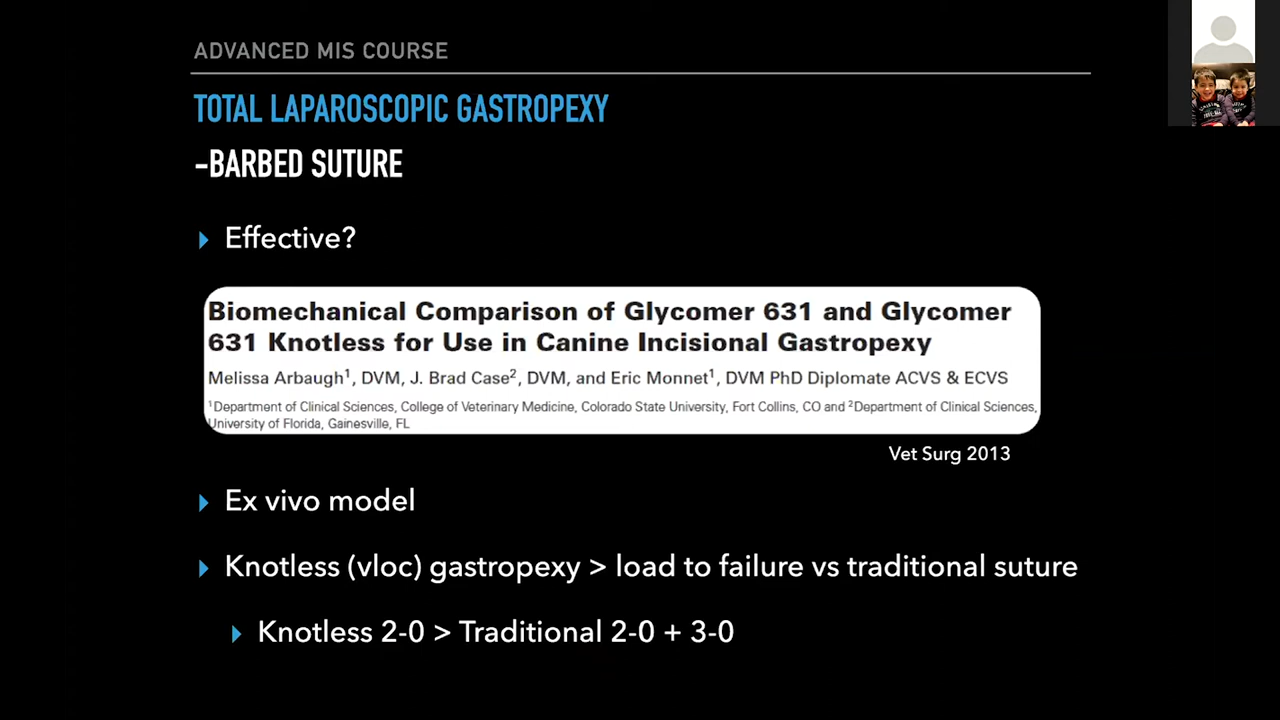 ADVANCED MIS COURSE
TOTAL LAPAROSCOPIC GASTROPEXY
-BARBED SUTURE
Effective?
Biomechanical Comparison of Glycomer 631 and Glycomer
631 Knotless for Use in Canine Incisional Gastropexy
Melissa Arbaugh¹, DVM, J. Brad Case², DVM, and Eric Monnet¹, DVM PhD Diplomate ACVS & ECVS
¹Department of Clinical Sciences, College of Veterinary Medicine, Colorado State University, Fort Collins, CO and ²Department of Clinical Sciences,
University of Florida, Gainesville, FL
Vet Surg 2013
Ex vivo model
Knotless (vloc) gastropexy > load to failure vs traditional suture
Knotless 2-0 > Traditional 2-0 + 3-0